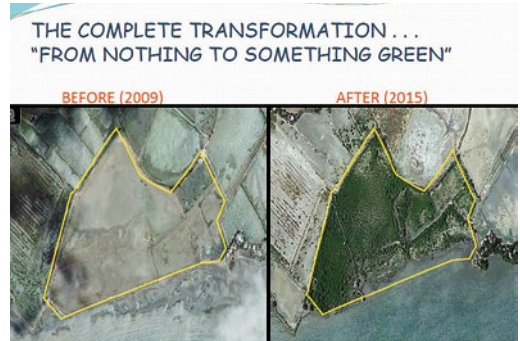 THE COMPLETE TRANSFORMATION . . .
“FROM NOTHING TO SOMETHING GREEN”
BEFORE (2009)
AFTER (2015)